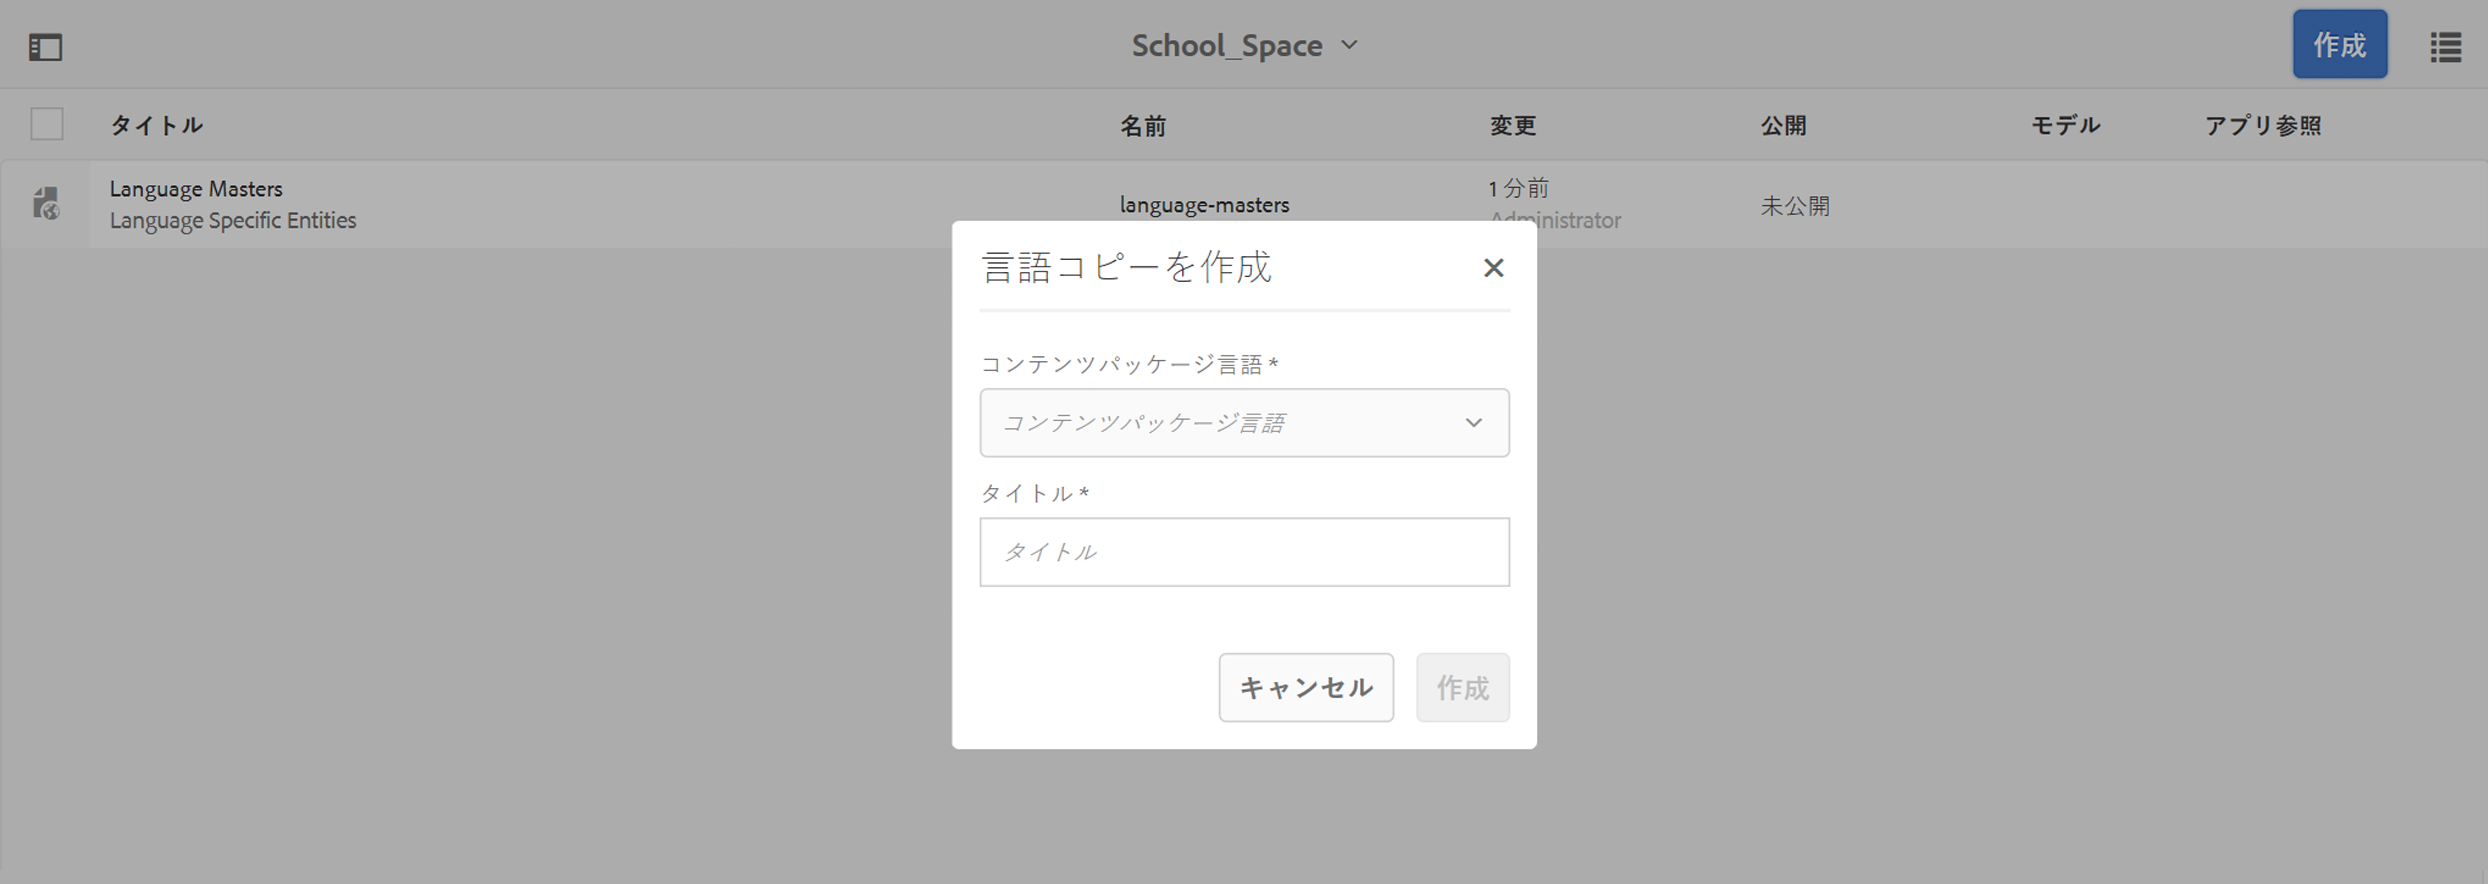 School_Space
作成
タイトル 名前 変更 公開 モデル アプリ参照
Language Masters
Language Specific Entities
language-masters
1 分前
Administrator
未公開
言語コピーを作成
コンテンツパッケージ言語 *
コンテンツパッケージ言語
タイトル *
タイトル
キャンセル 作成